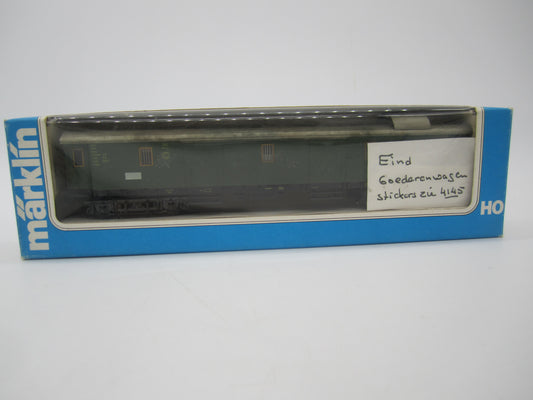 märklin
Eind
Goederenwagen
stickers zie 4145
HO